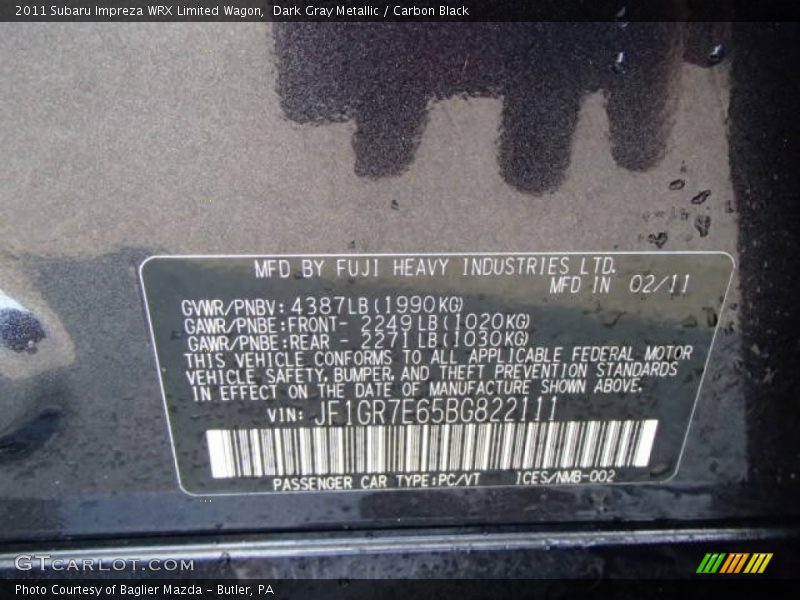 2011 Subaru Impreza WRX Limited Wagon, Dark Gray Metallic / Carbon Black
MFD BY FUJI HEAVY INDUSTRIES LTD.
MFD IN 02/11
GVWR/PNBV: 4387LB(1990KG)
GAWR/PNBE:FRONT- 2249LB(1020KG)
GAWR/PNBE:REAR - 2271LB(1030KG)
THIS VEHICLE CONFORMS TO ALL APPLICABLE FEDERAL MOTOR
VEHICLE SAFETY, BUMPER, AND THEFT PREVENTION STANDARDS
IN EFFECT ON THE DATE OF MANUFACTURE SHOWN ABOVE.
VIN: JF1GR7E65BG822111
PASSENGER CAR TYPE:PC/VT ICES/NMB-002
GTCARLOT.COM
Photo Courtesy of Baglier Mazda - Butler, PA